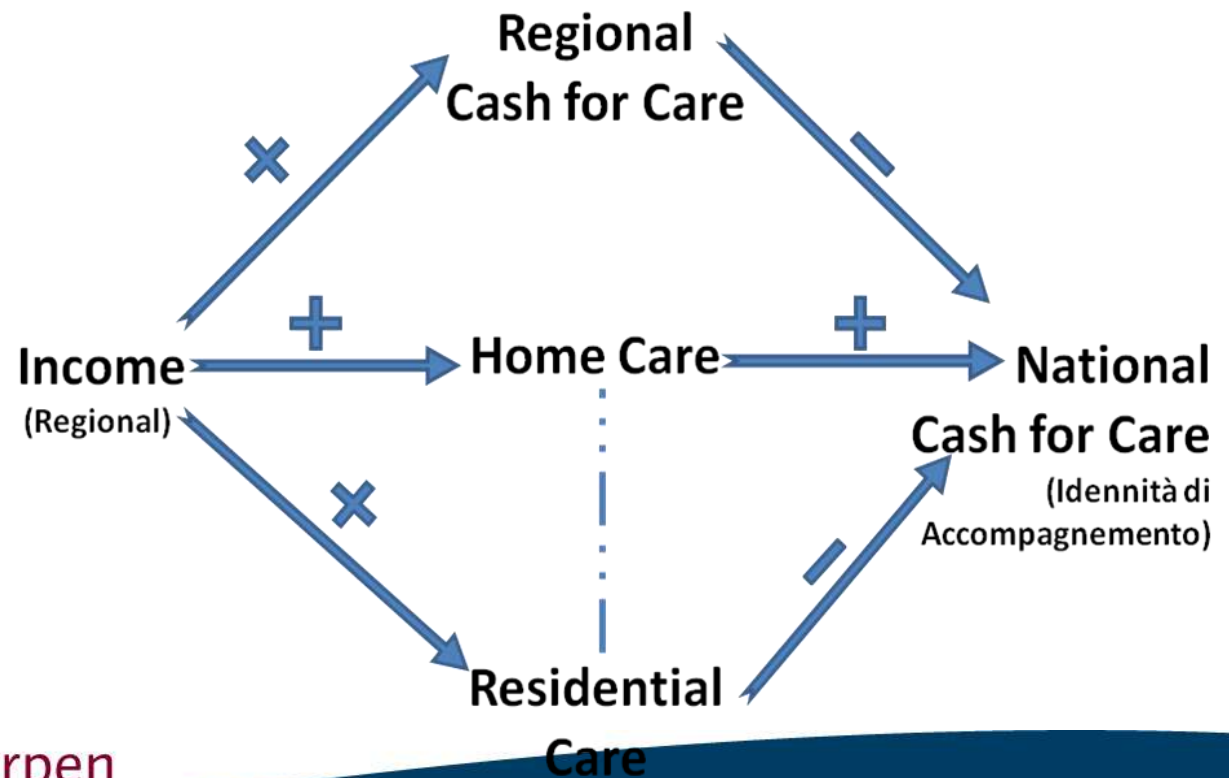 Regional
Cash for Care
Income
(Regional)
Home Care
National
Cash for Care
(Idennità di
Accompagnemento)
Residential
Care
rpen